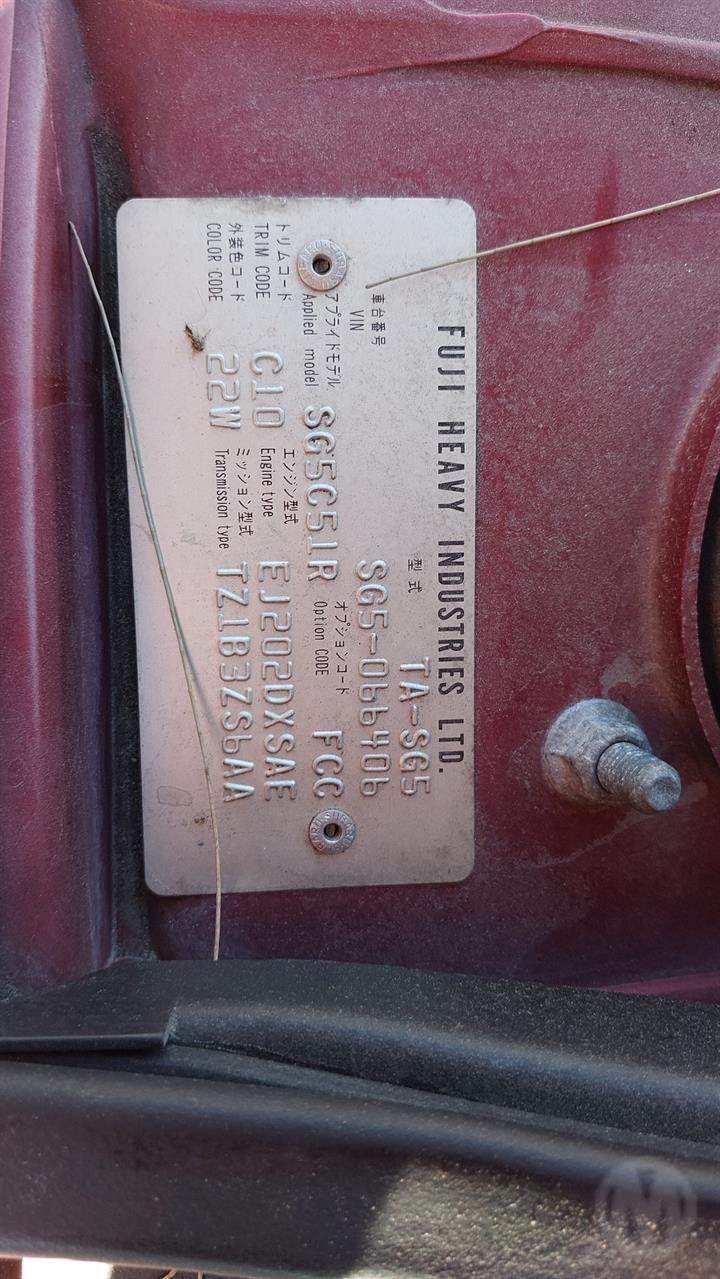 FUJI HEAVY INDUSTRIES LTD.
型式 TA-SG5
車台番号
VIN SG5-066406
アプライドモデル オプションコード
Applied model SG5C51R Option CODE FCC
トリムコード エンジン型式
TRIM CODE C10 Engine type EJ202DXSAE
外装色コード ミッション型式
COLOR CODE 22W Transmission type TZ1B3ZS6AA
M